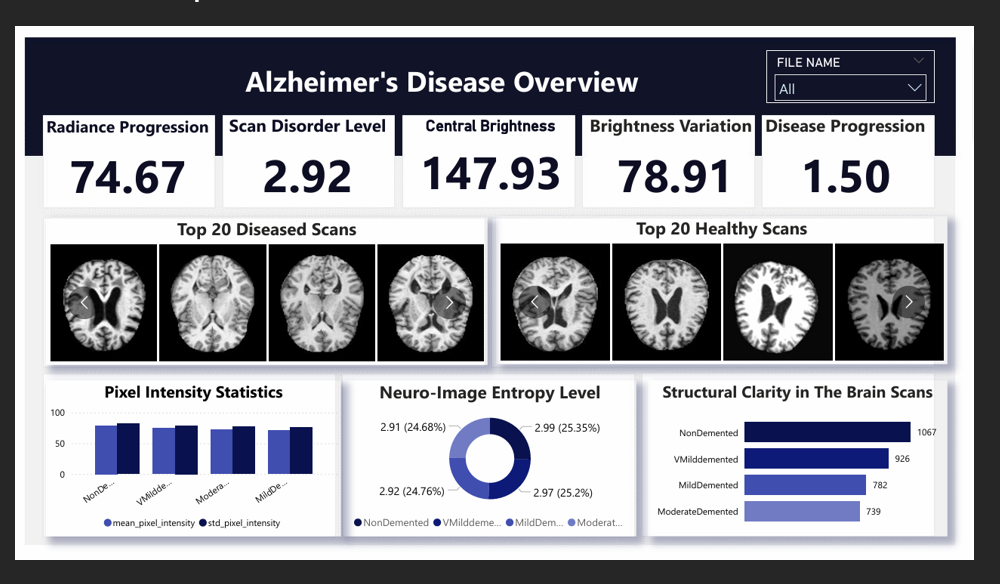 FILE NAME
Alzheimer's Disease Overview
All
Radiance Progression
Scan Disorder Level
Central Brightness
Brightness Variation
Disease Progression
74.67
2.92
147.93
78.91
1.50
Top 20 Diseased Scans
Top 20 Healthy Scans
Pixel Intensity Statistics
100
50
0
NonDe...
VMildde...
Modera...
MildDe...
mean_pixel_intensity
std_pixel_intensity
Neuro-Image Entropy Level
2.91 (24.68%)
2.99 (25.35%)
2.92 (24.76%)
2.97 (25.2%)
NonDemented
VMilddeme...
MildDem...
Moderat...
Structural Clarity in The Brain Scans
NonDemented 1067
VMilddemented 926
MildDemented 782
ModerateDemented 739